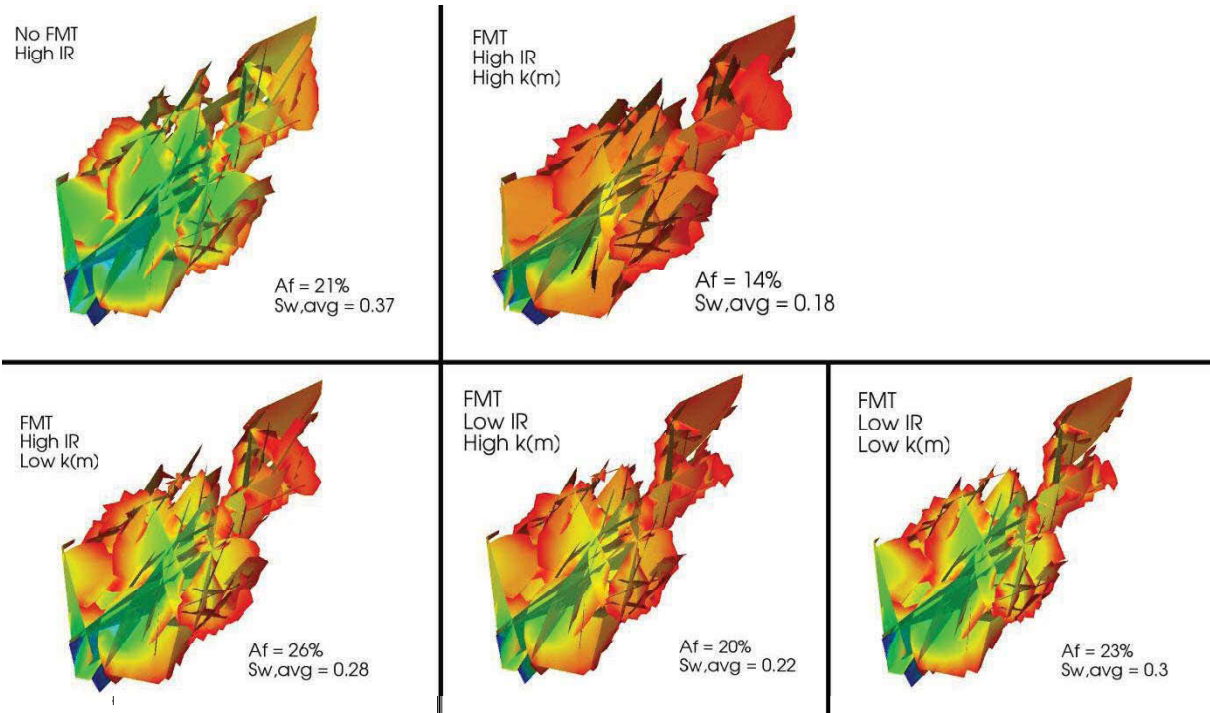 No FMT
High IR
Af = 21%
Sw,avg = 0.37
FMT
High IR
High k(m)
Af = 14%
Sw,avg = 0.18
FMT
High IR
Low k(m)
Af = 26%
Sw,avg = 0.28
FMT
Low IR
High k(m)
Af = 20%
Sw,avg = 0.22
FMT
Low IR
Low k(m)
Af = 23%
Sw,avg = 0.3